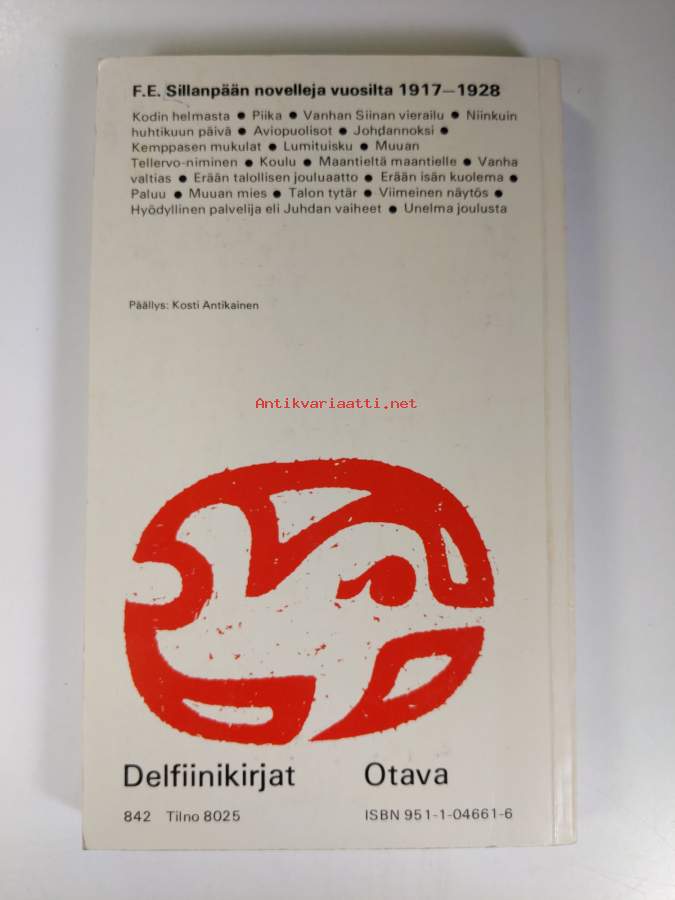 F.E. Sillanpään novelleja vuosilta 1917—1928
Kodin helmasta ● Piika ● Vanhan Siinan vierailu ● Niinkuin
huhtikuun päivä ● Aviopuolisot ● Johdannoksi ●
Kemppasen mukulat ● Lumituisku ● Muuan
Tellervo-niminen ● Koulu ● Maantieltä maantielle ● Vanha
valtias ● Erään talollisen jouluaatto ● Erään isän kuolema ●
Paluu ● Muuan mies ● Talon tytär ● Viimeinen näytös ●
Hyödyllinen palvelija eli Juhdan vaiheet ● Unelma joulusta
Päällys: Kosti Antikainen
Antikvariaatti.net
Delfiinikirjat Otava
842 Tilno 8025 ISBN 951-1-04661-6